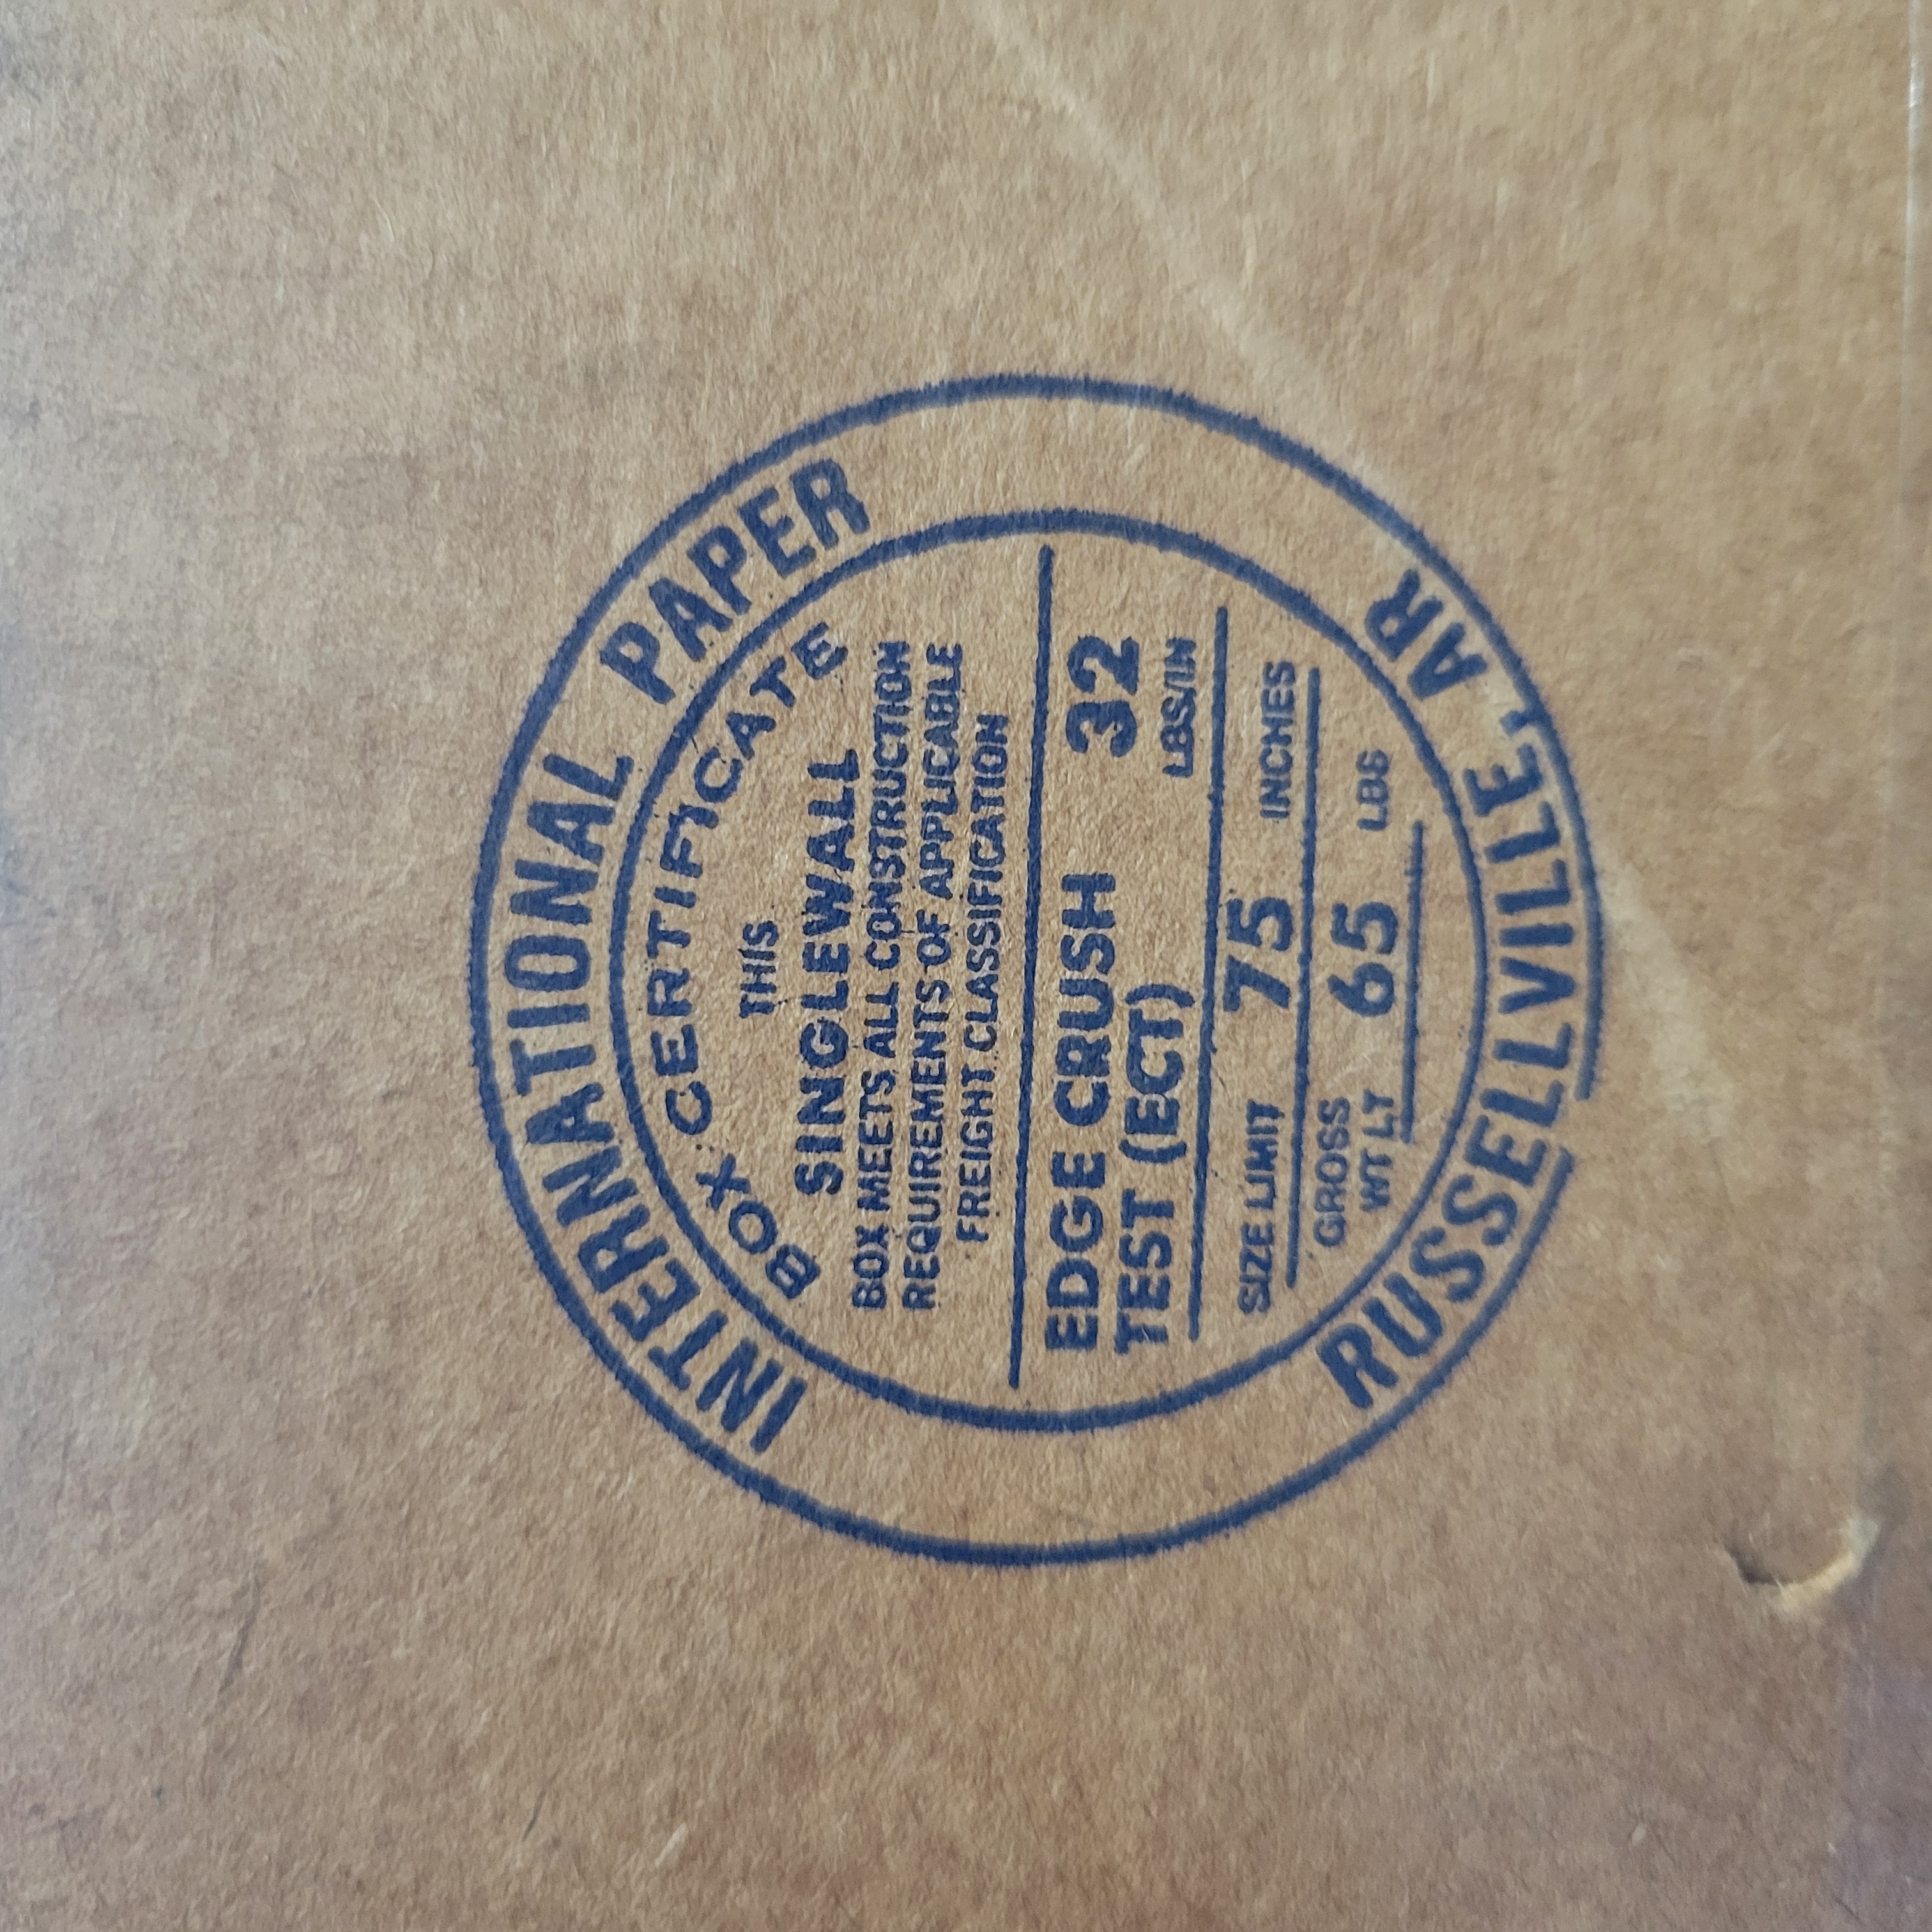 INTERNATIONAL PAPER
BOX CERTIFICATE
THIS
SINGLEWALL
BOX MEETS ALL CONSTRUCTION
REQUIREMENTS OF APPLICABLE
FREIGHT CLASSIFICATION
EDGE CRUSH
TEST (ECT)
32
LBS/IN
SIZE LIMIT 75 INCHES
GROSS
WT LT
65 LBS
RUSSELLVILLE, AR